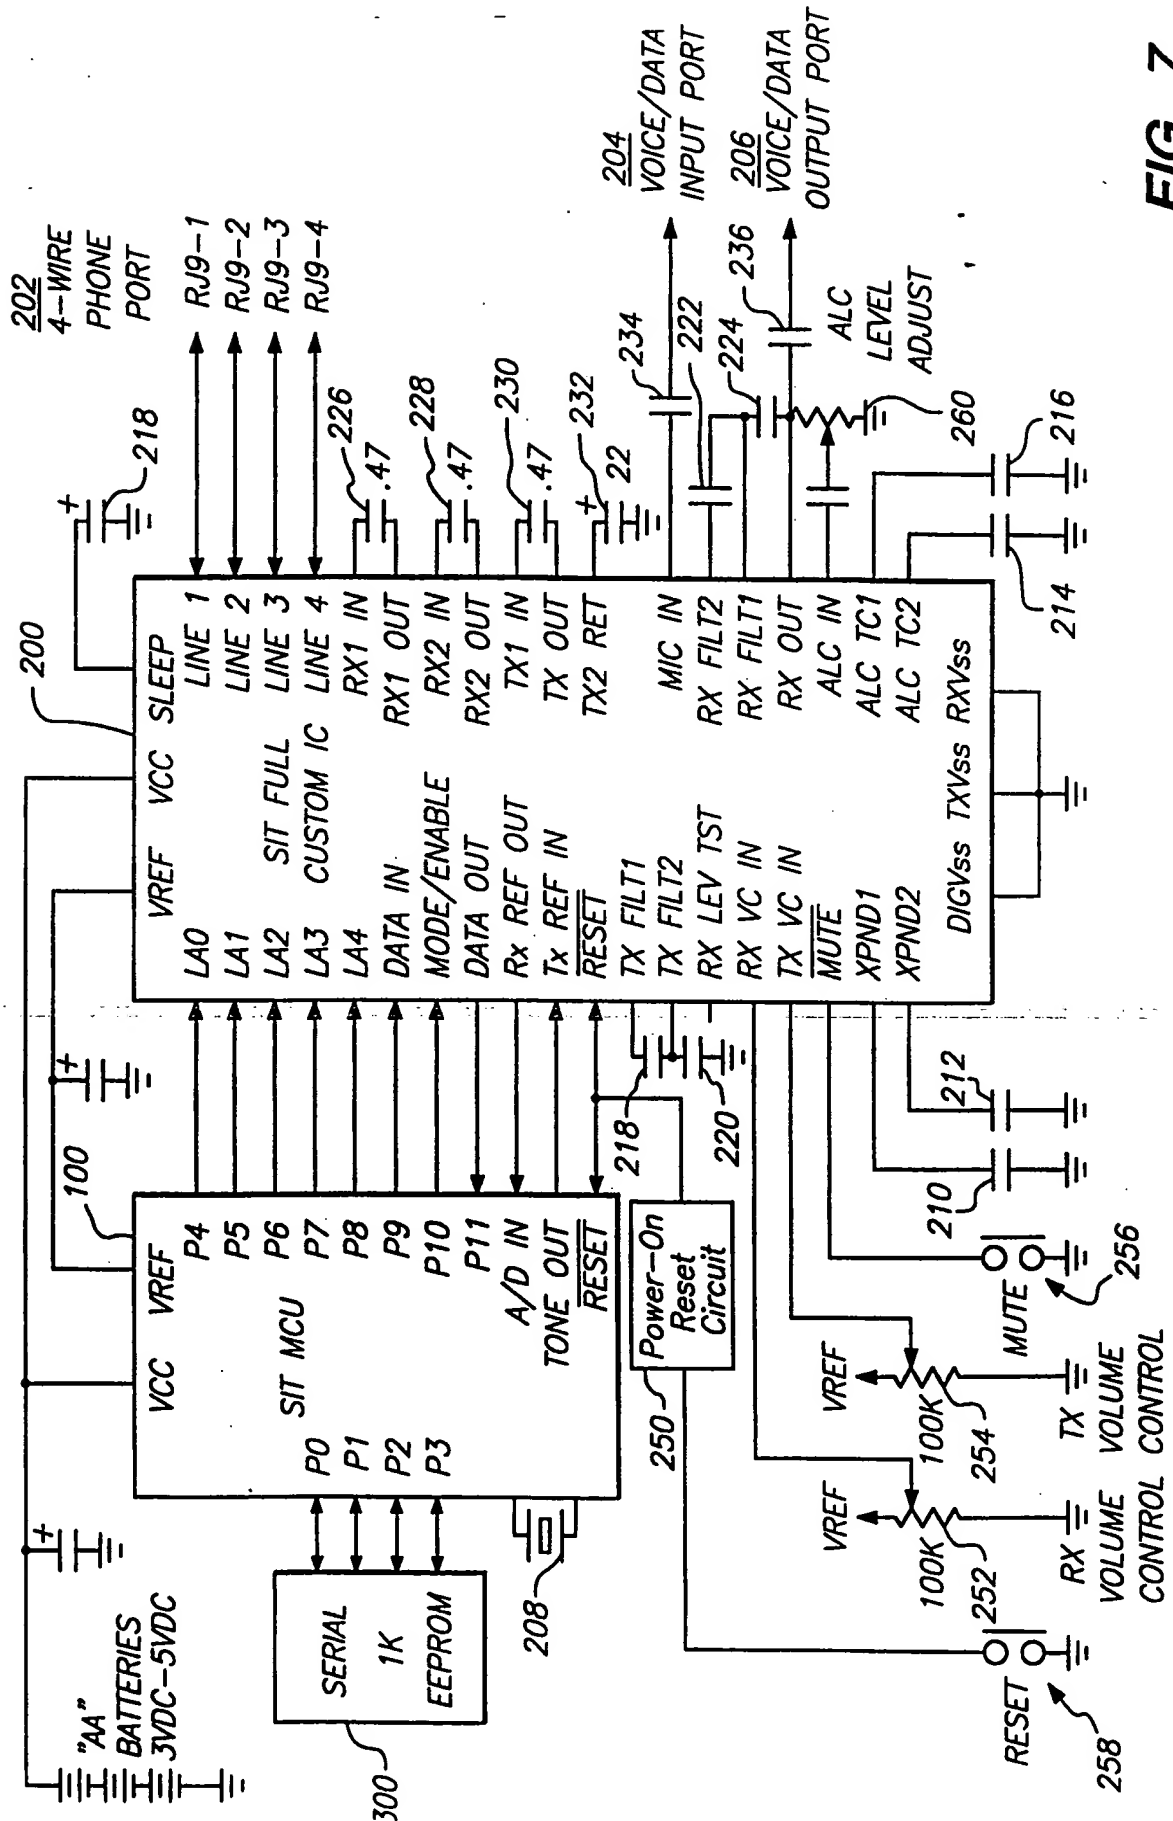 FIG. 7
202
4-WIRE
PHONE
PORT
RJ9-1
RJ9-2
RJ9-3
RJ9-4
204
VOICE/DATA
INPUT PORT
206
VOICE/DATA
OUTPUT PORT
+
218
226
.47
228
.47
230
.47
+
232
.22
234
222
224
236
ALC
LEVEL
ADJUST
260
216
214
200
VREF
VCC
SLEEP
SIT FULL
CUSTOM IC
LINE 1
LINE 2
LINE 3
LINE 4
RX1 IN
RX1 OUT
RX2 IN
RX2 OUT
TX1 IN
TX OUT
TX2 RET
MIC IN
RX FILT2
RX FILT1
RX OUT
ALC IN
ALC TC1
ALC TC2
LA0
LA1
LA2
LA3
LA4
DATA IN
MODE/ENABLE
DATA OUT
Rx REF OUT
Tx REF IN
RESET
TX FILT1
TX FILT2
RX LEV TST
RX VC IN
TX VC IN
MUTE
XPND1
XPND2
DIGVss TXVss RXVss
+
100
VCC
VREF
SIT MCU
P4
P5
P6
P7
P8
P9
P10
P11
A/D IN
TONE OUT
RESET
P0
P1
P2
P3
218
220
212
210
Power-On
Reset
Circuit
250
MUTE
256
VREF
100K
254
TX
VOLUME
CONTROL
VREF
100K
252
RX
VOLUME
CONTROL
RESET
258
+
"AA"
BATTERIES
3VDC-5VDC
SERIAL
1K
EEPROM
300
208